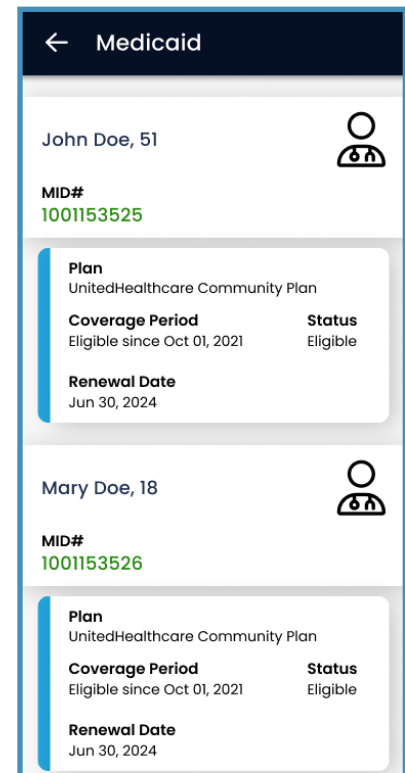 Medicaid
John Doe, 51
MID#
1001153525
Plan
UnitedHealthcare Community Plan
Coverage Period Status
Eligible since Oct 01, 2021 Eligible
Renewal Date
Jun 30, 2024
Mary Doe, 18
MID#
1001153526
Plan
UnitedHealthcare Community Plan
Coverage Period Status
Eligible since Oct 01, 2021 Eligible
Renewal Date
Jun 30, 2024